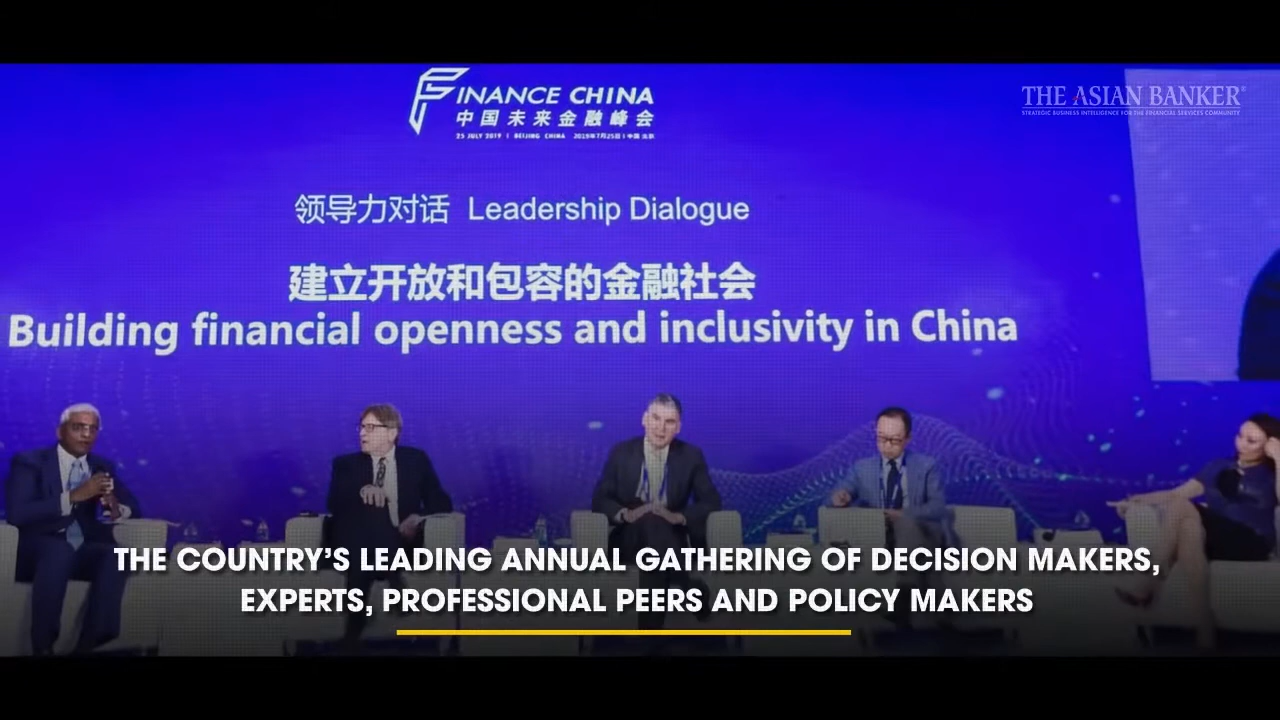 FINANCE CHINA
中国未来金融峰会
25 JULY 2019 | BEIJING CHINA 2019年7月25日 | 中国 北京
THE ASIAN BANKER®
STRATEGIC BUSINESS INTELLIGENCE FOR THE FINANCIAL SERVICES COMMUNITY
领导力对话 Leadership Dialogue
建立开放和包容的金融社会
Building financial openness and inclusivity in China
THE COUNTRY’S LEADING ANNUAL GATHERING OF DECISION MAKERS,
EXPERTS, PROFESSIONAL PEERS AND POLICY MAKERS